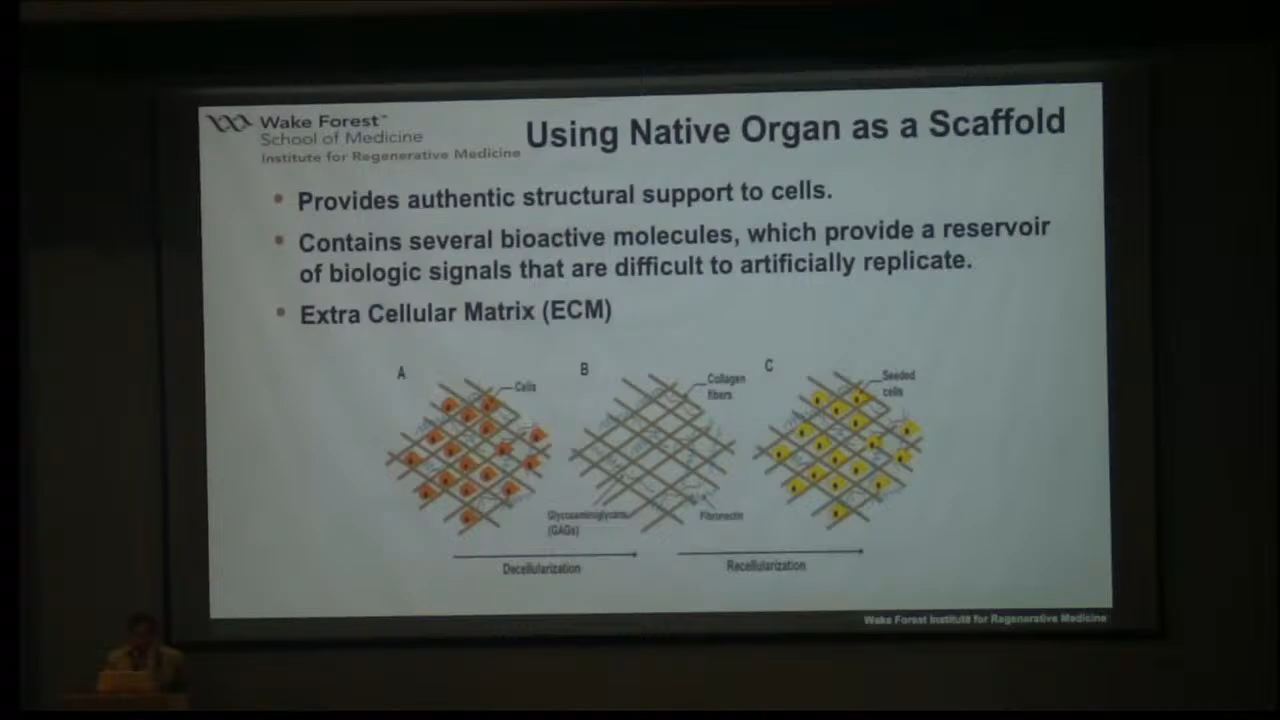 Wake Forest™
School of Medicine
Institute for Regenerative Medicine
Using Native Organ as a Scaffold
• Provides authentic structural support to cells.
• Contains several bioactive molecules, which provide a reservoir
of biologic signals that are difficult to artificially replicate.
• Extra Cellular Matrix (ECM)
A
Cells
B
Collagen
fibers
C
Seeded
cells
Glycosaminoglycans
(GAGs)
Fibronectin
Decellularization
Recellularization
Wake Forest Institute for Regenerative Medicine